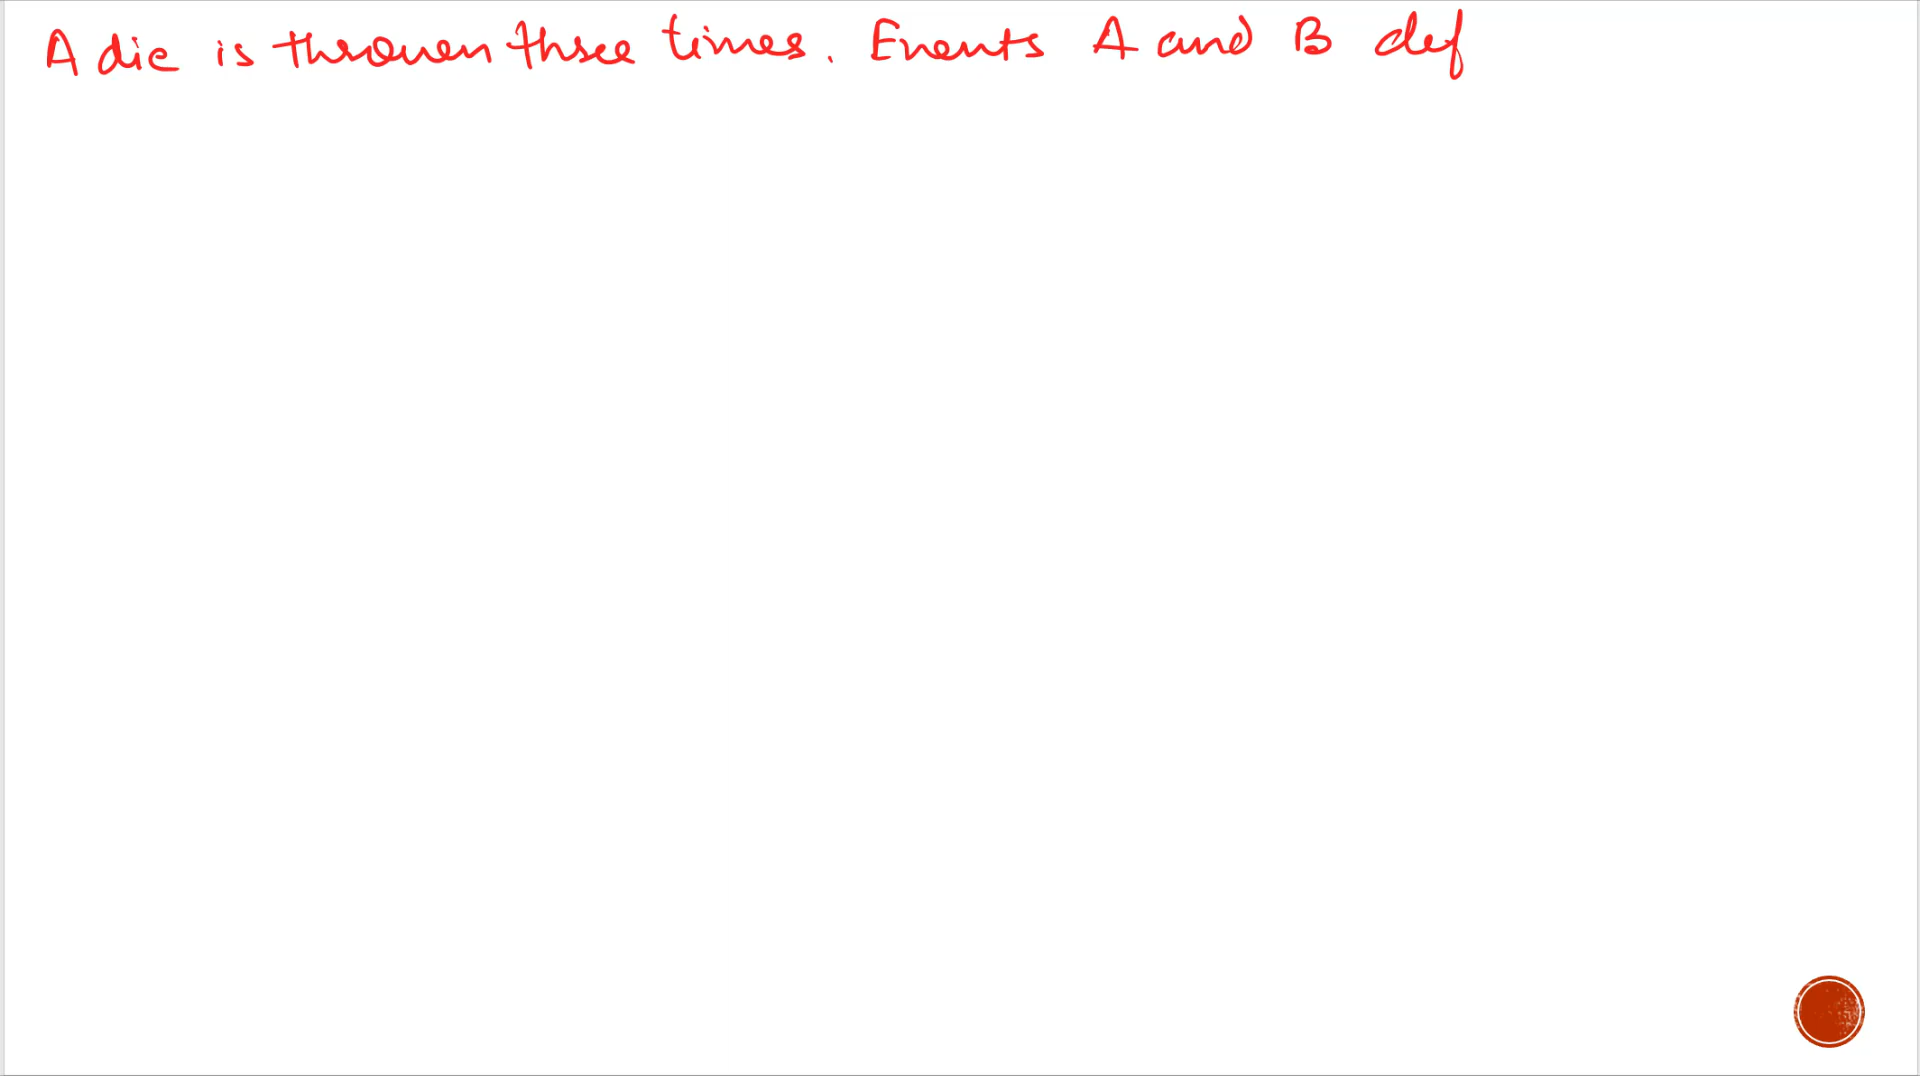 A die is thrown three times. Events A and B def